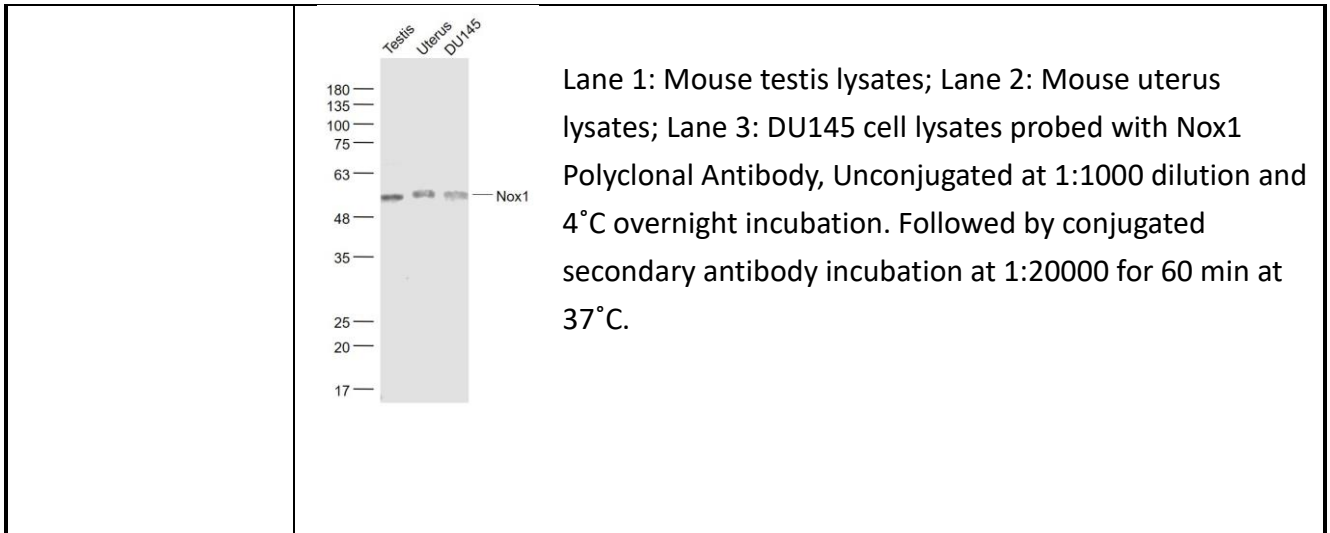 Testis Uterus DU145
180
135
100
75
63
48
35
25
20
17
Nox1
Lane 1: Mouse testis lysates; Lane 2: Mouse uterus
lysates; Lane 3: DU145 cell lysates probed with Nox1
Polyclonal Antibody, Unconjugated at 1:1000 dilution and
4˚C overnight incubation. Followed by conjugated
secondary antibody incubation at 1:20000 for 60 min at
37˚C.